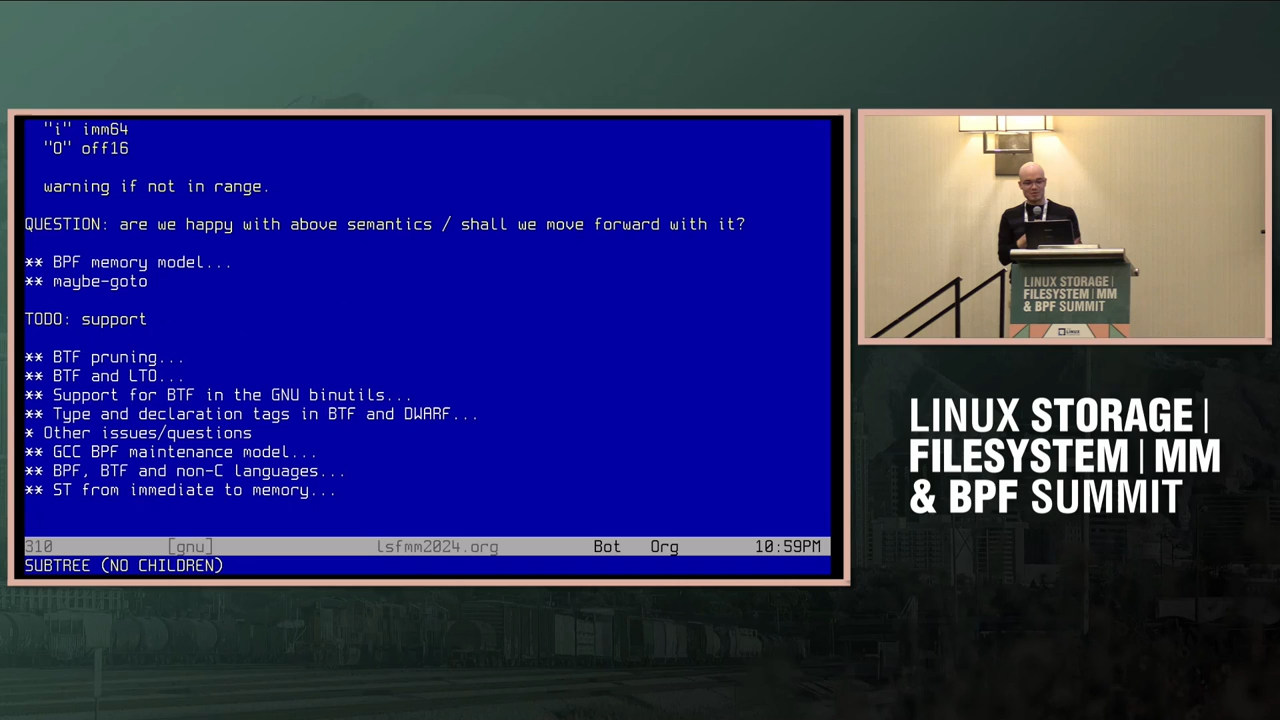 "i" imm64
"O" off16
warning if not in range.
QUESTION: are we happy with above semantics / shall we move forward with it?
** BPF memory model...
** maybe-goto
TODO: support
** BTF pruning...
** BTF and LTO...
** Support for BTF in the GNU binutils...
** Type and declaration tags in BTF and DWARF...
* Other issues/questions
** GCC BPF maintenance model...
** BPF, BTF and non-C languages...
** ST from immediate to memory...
310 [gnu] lsfmm2024.org Bot Org 10:59PM
SUBTREE (NO CHILDREN)
LINUX STORAGE|
FILESYSTEM|MM
& BPF SUMMIT
LINUX STORAGE|
FILESYSTEM|MM
& BPF SUMMIT